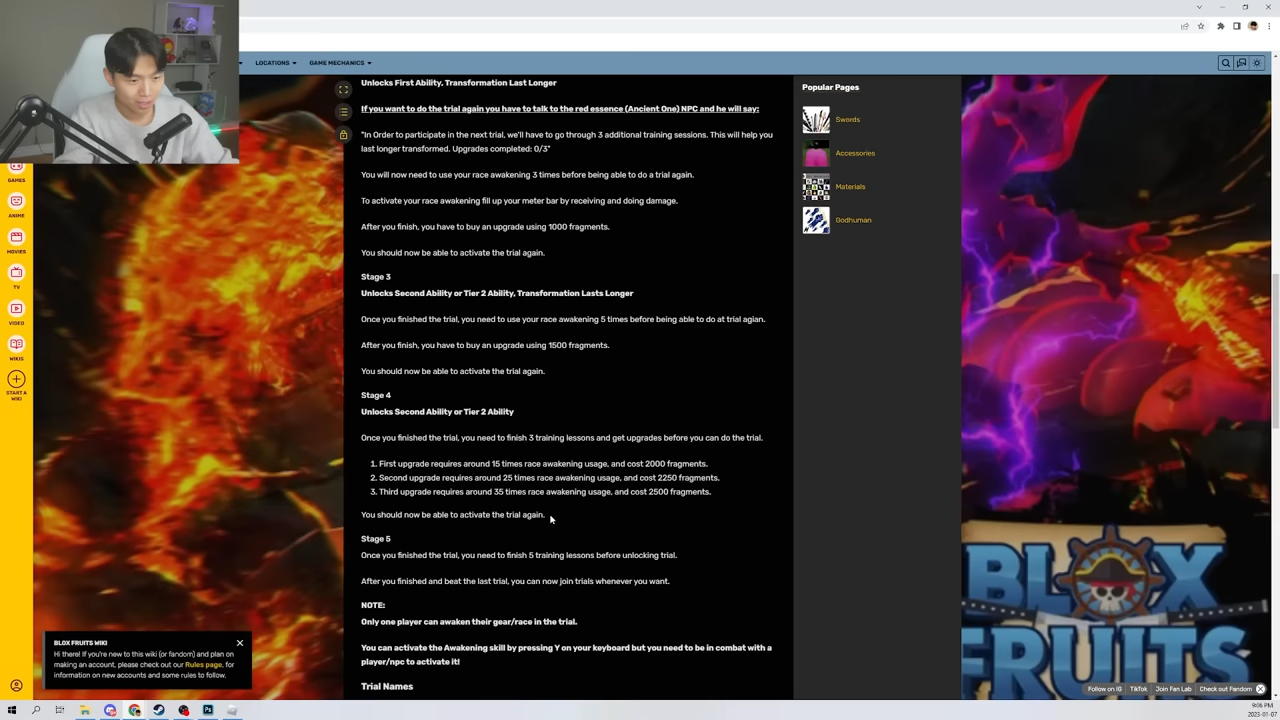 LOCATIONS
GAME MECHANICS
Unlocks First Ability, Transformation Last Longer
If you want to do the trial again you have to talk to the red essence (Ancient One) NPC and he will say:
"In Order to participate in the next trial, we'll have to go through 3 additional training sessions. This will help you
last longer transformed. Upgrades completed: 0/3"
You will now need to use your race awakening 3 times before being able to do a trial again.
To activate your race awakening fill up your meter bar by receiving and doing damage.
After you finish, you have to buy an upgrade using 1000 fragments.
You should now be able to activate the trial again.
Stage 3
Unlocks Second Ability or Tier 2 Ability, Transformation Lasts Longer
Once you finished the trial, you need to use your race awakening 5 times before being able to do at trial agian.
After you finish, you have to buy an upgrade using 1500 fragments.
You should now be able to activate the trial again.
Stage 4
Unlocks Second Ability or Tier 2 Ability
Once you finished the trial, you need to finish 3 training lessons and get upgrades before you can do the trial.
1. First upgrade requires around 15 times race awakening usage, and cost 2000 fragments.
2. Second upgrade requires around 25 times race awakening usage, and cost 2250 fragments.
3. Third upgrade requires around 35 times race awakening usage, and cost 2500 fragments.
You should now be able to activate the trial again.
Stage 5
Once you finished the trial, you need to finish 5 training lessons before unlocking trial.
After you finished and beat the last trial, you can now join trials whenever you want.
NOTE:
Only one player can awaken their gear/race in the trial.
You can activate the Awakening skill by pressing Y on your keyboard but you need to be in combat with a
player/npc to activate it!
Trial Names
Popular Pages
Swords
Accessories
Materials
Godhuman
GAMES
ANIME
MOVIES
TV
VIDEO
WIKIS
START A
WIKI
BLOX FRUITS WIKI
Hi there! If you're new to this wiki (or fandom) and plan on
making an account, please check out our Rules page, for
information on new accounts and some rules to follow.
BLOX
FRUITS
Follow on IG
TikTok
Join Fan Lab
Check out Fandom
9:06 PM
2023-01-07